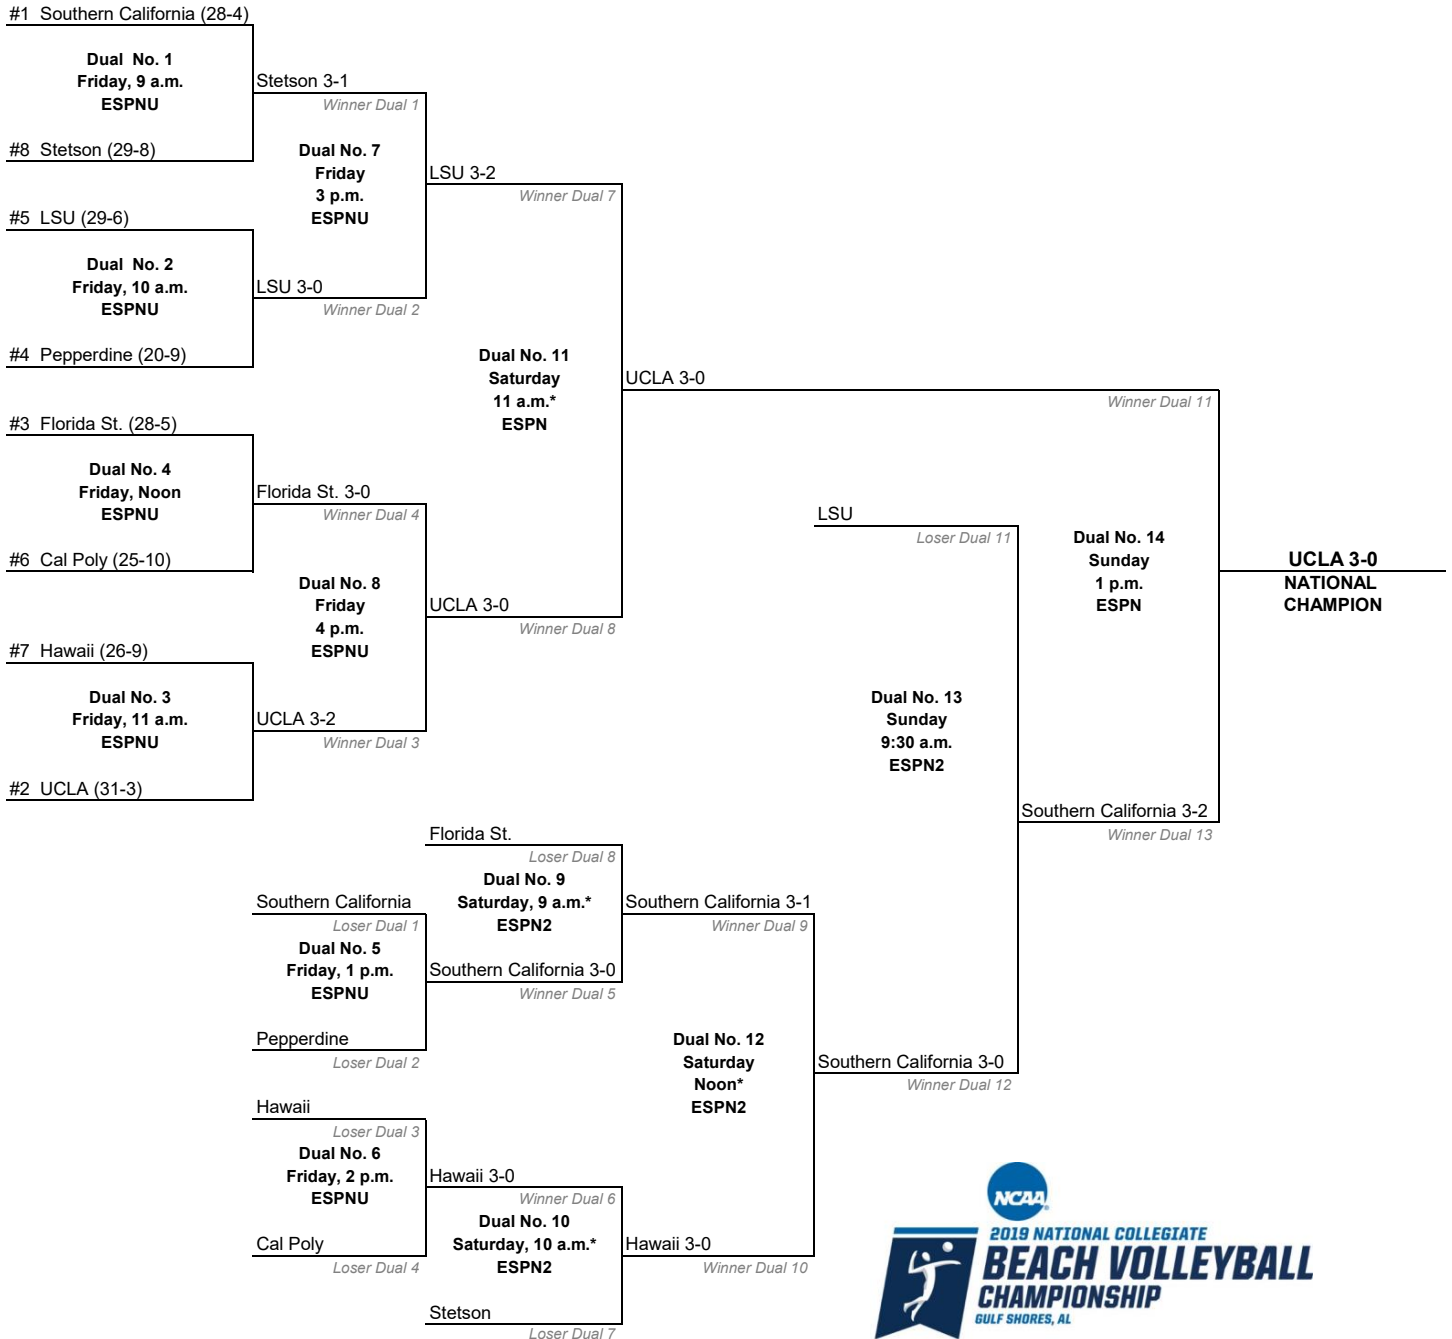 #1 Southern California (28-4)
Dual No. 1
Friday, 9 a.m.
ESPNU
#8 Stetson (29-8)
Stetson 3-1
Winner Dual 1
Dual No. 7
Friday
3 p.m.
ESPNU
#5 LSU (29-6)
Dual No. 2
Friday, 10 a.m.
ESPNU
#4 Pepperdine (20-9)
LSU 3-0
Winner Dual 2
LSU 3-2
Winner Dual 7
Dual No. 11
Saturday
11 a.m.*
ESPN
#3 Florida St. (28-5)
Dual No. 4
Friday, Noon
ESPNU
#6 Cal Poly (25-10)
Florida St. 3-0
Winner Dual 4
Dual No. 8
Friday
4 p.m.
ESPNU
#7 Hawaii (26-9)
Dual No. 3
Friday, 11 a.m.
ESPNU
#2 UCLA (31-3)
UCLA 3-2
Winner Dual 3
UCLA 3-0
Winner Dual 8
UCLA 3-0
Winner Dual 11
LSU
Loser Dual 11
Dual No. 14
Sunday
1 p.m.
ESPN
UCLA 3-0
NATIONAL
CHAMPION
Dual No. 13
Sunday
9:30 a.m.
ESPN2
Southern California 3-2
Winner Dual 13
Florida St.
Loser Dual 8
Dual No. 9
Saturday, 9 a.m.*
ESPN2
Southern California
Loser Dual 1
Dual No. 5
Friday, 1 p.m.
ESPNU
Pepperdine
Loser Dual 2
Southern California 3-0
Winner Dual 5
Southern California 3-1
Winner Dual 9
Dual No. 12
Saturday
Noon*
ESPN2
Southern California 3-0
Winner Dual 12
Hawaii
Loser Dual 3
Dual No. 6
Friday, 2 p.m.
ESPNU
Cal Poly
Loser Dual 4
Hawaii 3-0
Winner Dual 6
Dual No. 10
Saturday, 10 a.m.*
ESPN2
Stetson
Loser Dual 7
Hawaii 3-0
Winner Dual 10
NCAA
2019 NATIONAL COLLEGIATE
BEACH VOLLEYBALL
CHAMPIONSHIP
GULF SHORES, AL